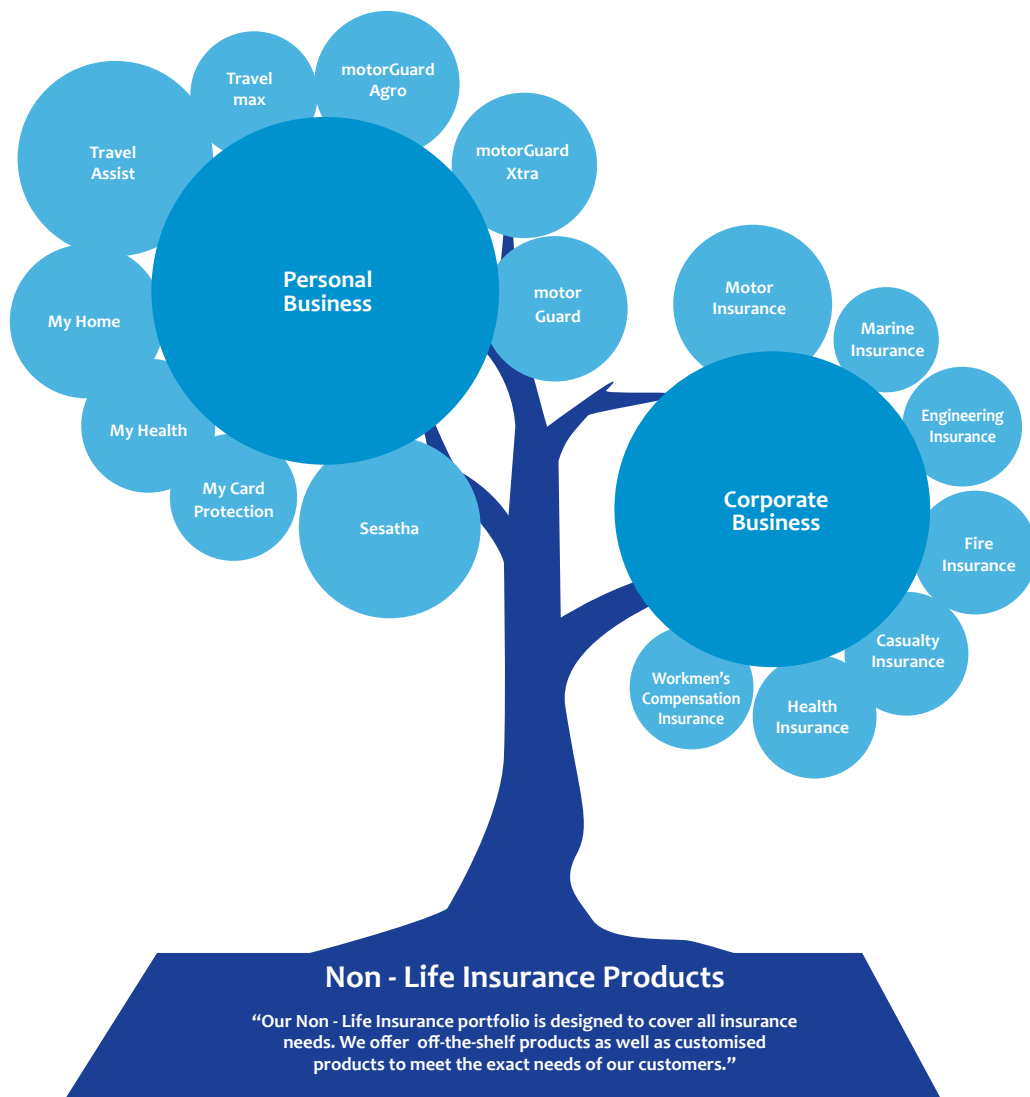 Travel
max
motorGuard
Agro
Travel
Assist
motorGuard
Xtra
Personal
Business
motor
Guard
My Home
My Health
My Card
Protection
Sesatha
Motor
Insurance
Marine
Insurance
Engineering
Insurance
Corporate
Business
Fire
Insurance
Casualty
Insurance
Workmen’s
Compensation
Insurance
Health
Insurance
Non - Life Insurance Products
“Our Non - Life Insurance portfolio is designed to cover all insurance
needs. We offer off-the-shelf products as well as customised
products to meet the exact needs of our customers.”